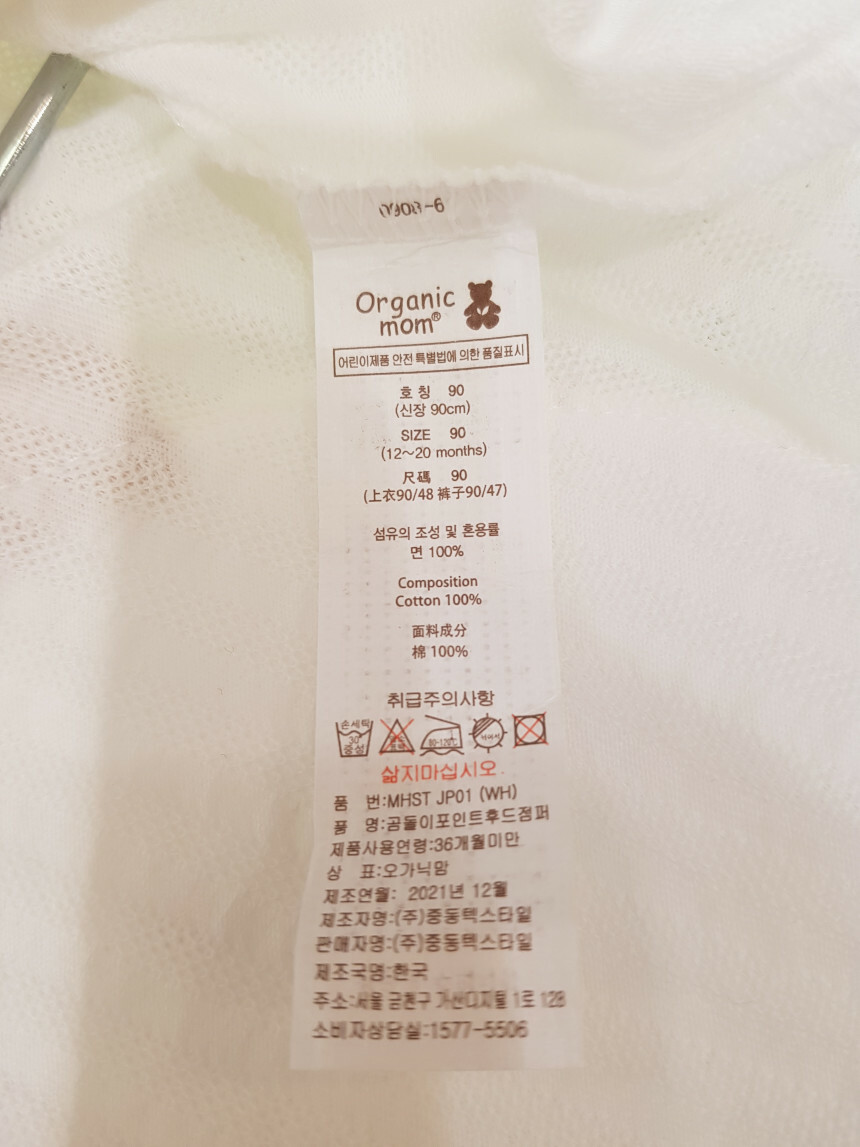 Organic
mom®
어린이제품 안전 특별법에 의한 품질표시
호 칭 90
(신장 90cm)
SIZE 90
(12~20 months)
尺碼 90
(上衣90/48 裤子90/47)
섬유의 조성 및 혼용률
면 100%
Composition
Cotton 100%
面料成分
棉 100%
취급주의사항
손세탁
30°
중성
80-120℃
삶지마십시오
품 번:MHST JP01 (WH)
품 명:곰돌이포인트후드점퍼
제품사용연령:36개월미만
상 표:오가닉맘
제조연월: 2021년 12월
제조자명:(주)중동텍스타일
판매자명:(주)중동텍스타일
제조국명:한국
주소:서울 금천구 가산디지털 1로 128
소비자상담실:1577-5506